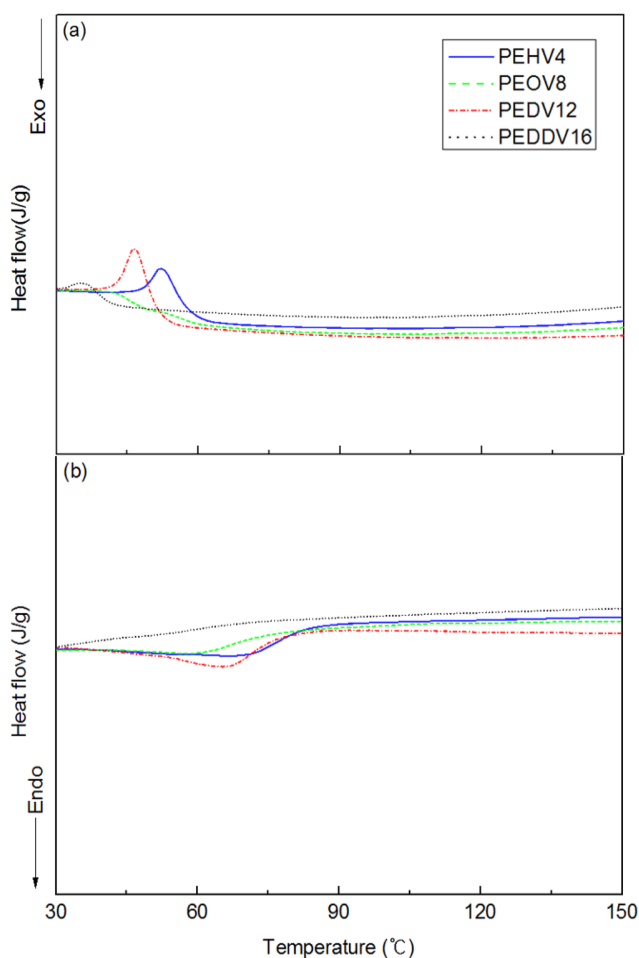 (a)
PEHV4
PEOV8
PEDV12
PEDDV16
Exo
Heat flow(J/g)
(b)
Heat flow (J/g)
Endo
30 60 90 120 150
Temperature (℃)